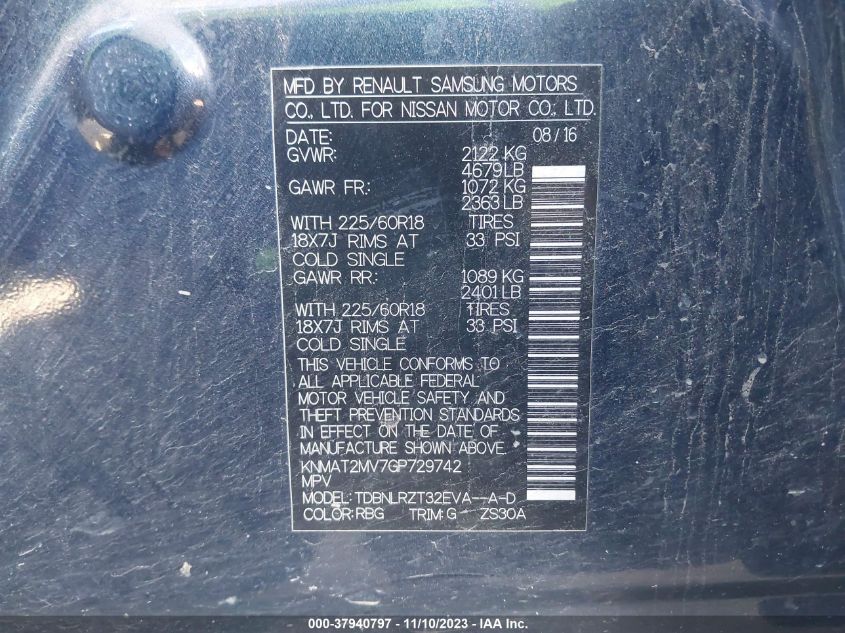 MFD BY RENAULT SAMSUNG MOTORS
CO., LTD. FOR NISSAN MOTOR CO., LTD.
DATE: 08/16
GVWR: 2122 KG
4679 LB
GAWR FR.: 1072 KG
2363 LB
WITH 225/60R18 TIRES
18X7J RIMS AT 33 PSI
COLD SINGLE
GAWR RR.: 1089 KG
2401 LB
WITH 225/60R18 TIRES
18X7J RIMS AT 33 PSI
COLD SINGLE
THIS VEHICLE CONFORMS TO
ALL APPLICABLE FEDERAL
MOTOR VEHICLE SAFETY AND
THEFT PREVENTION STANDARDS
IN EFFECT ON THE DATE OF
MANUFACTURE SHOWN ABOVE.
KNMAT2MV7GP729742
MPV
MODEL: TDBNLRZT32EVA--A-D
COLOR: RBG TRIM: G ZS30A
000-37940797 - 11/10/2023 - IAA Inc.